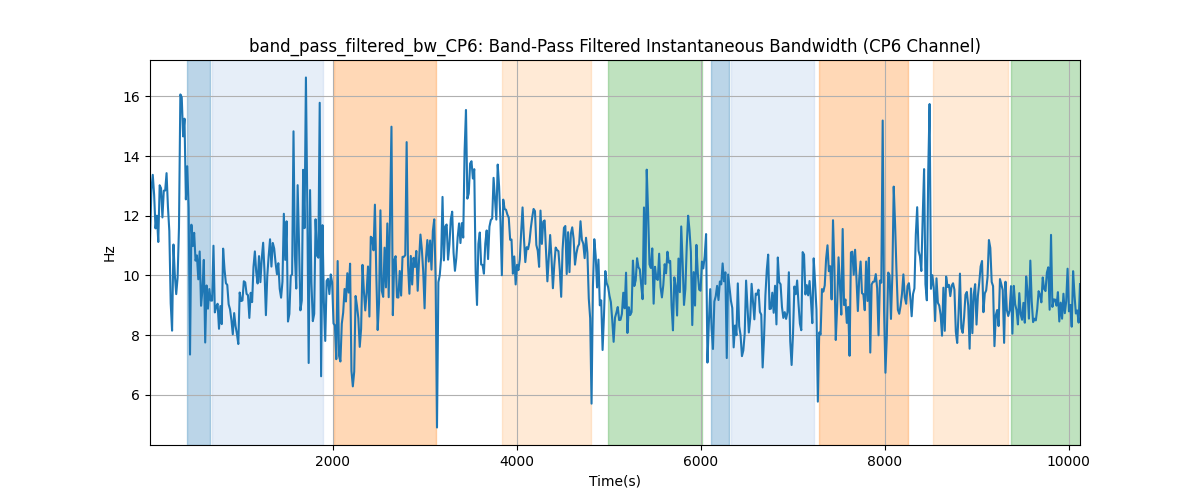 band_pass_filtered_bw_CP6: Band-Pass Filtered Instantaneous Bandwidth (CP6 Channel)
16
14
12
10
8
6
Hz
2000 4000 6000 8000 10000
Time(s)